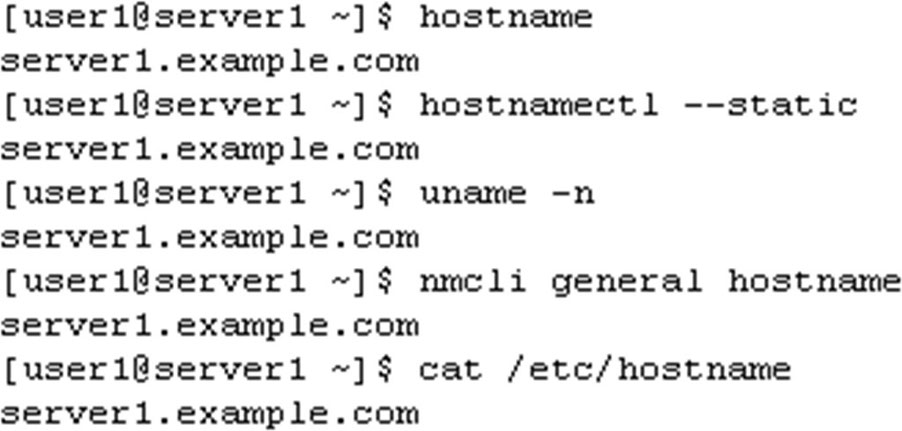 [user1@server1 ~]$ hostname
server1.example.com
[user1@server1 ~]$ hostnamectl --static
server1.example.com
[user1@server1 ~]$ uname -n
server1.example.com
[user1@server1 ~]$ nmcli general hostname
server1.example.com
[user1@server1 ~]$ cat /etc/hostname
server1.example.com